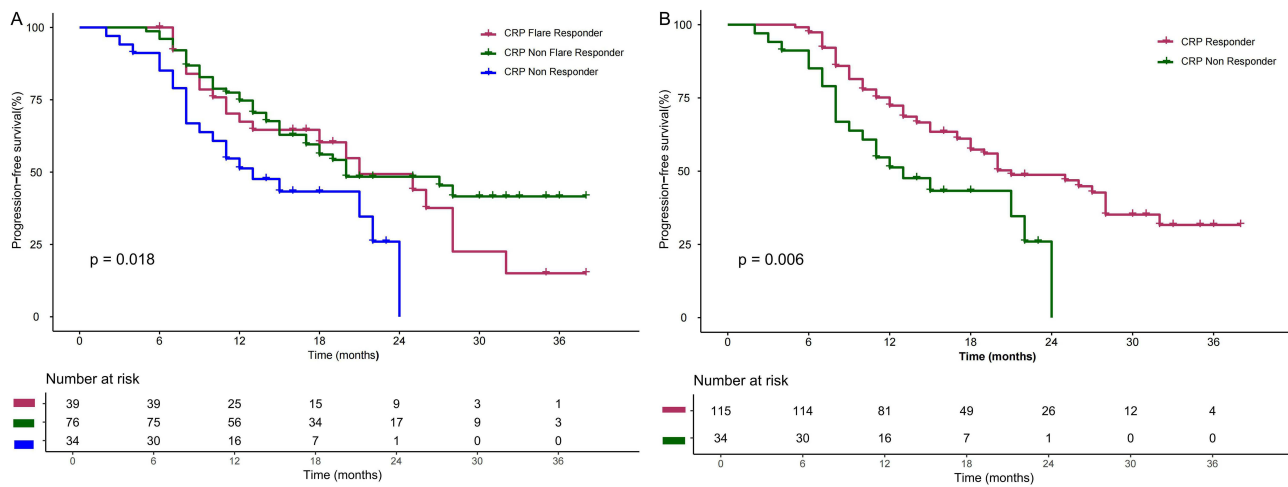 A
Progression−free survival(%)
100
75
50
25
0
CRP Flare Responder
CRP Non Flare Responder
CRP Non Responder
p = 0.018
0 6 12 18 24 30 36
Time (months)
Number at risk
39 39 25 15 9 3 1
76 75 56 34 17 9 3
34 30 16 7 1 0 0
0 6 12 18 24 30 36
Time (months)
B
Progression−free survival(%)
100
75
50
25
0
CRP Responder
CRP Non Responder
p = 0.006
0 6 12 18 24 30 36
Time (months)
Number at risk
115 114 81 49 26 12 4
34 30 16 7 1 0 0
0 6 12 18 24 30 36
Time (months)